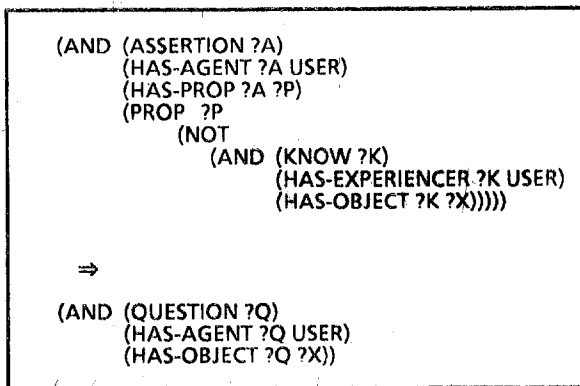 (AND (ASSERTION ?A)
(HAS-AGENT ?A USER)
(HAS-PROP ?A ?P)
(PROP ?P
(NOT
(AND (KNOW ?K)
(HAS-EXPERIENCER ?K USER)
(HAS-OBJECT ?K ?X)))))
⇒
(AND (QUESTION ?Q)
(HAS-AGENT ?Q USER)
(HAS-OBJECT ?Q ?X))